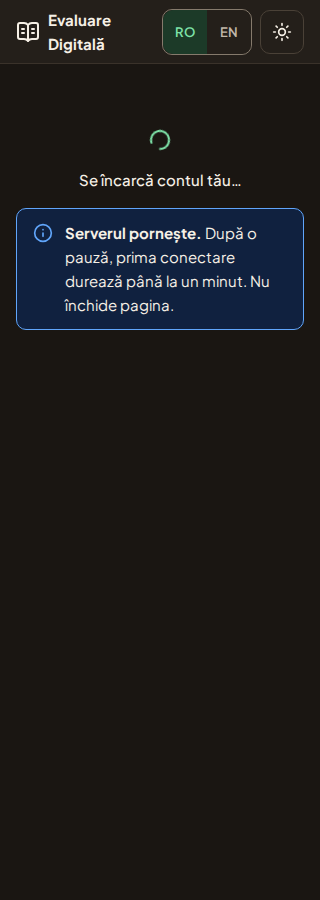 Evaluare
Digitală
RO
EN
Se încarcă contul tău…
Serverul pornește. După o
pauză, prima conectare
durează până la un minut. Nu
închide pagina.